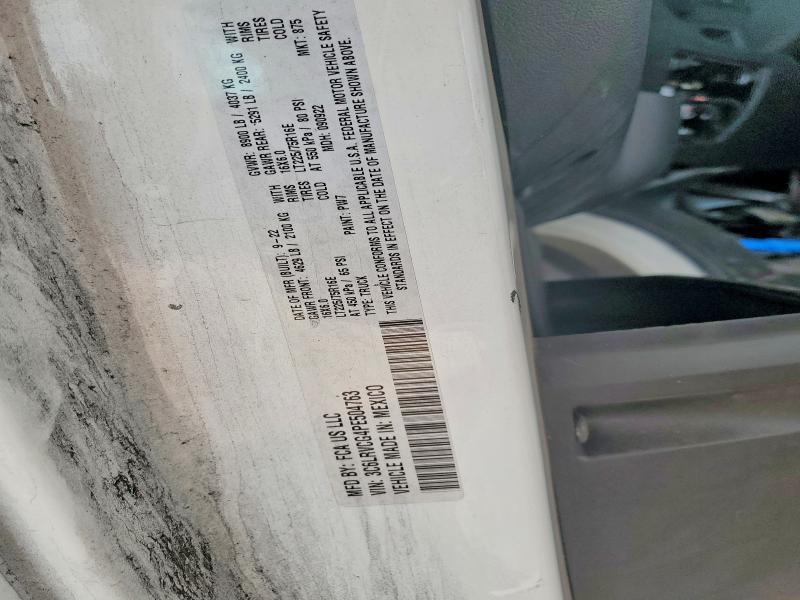 MFD BY: FCA US LLC
DATE OF MFR (BUILT): 9-22
GVWR: 8900 LB / 4037 KG
GAWR FRONT: 4629 LB / 2100 KG WITH
16X6.0 RIMS
LT225/75R16E TIRES
AT 450 kPa / 65 PSI COLD
GAWR REAR: 5291 LB / 2400 KG WITH
16X6.0 RIMS
LT225/75R16E TIRES
AT 550 kPa / 80 PSI COLD
TYPE: TRUCK PAINT: PW7 MDH: 090922 MKT: 875
THIS VEHICLE CONFORMS TO ALL APPLICABLE U.S.A. FEDERAL MOTOR VEHICLE SAFETY
STANDARDS IN EFFECT ON THE DATE OF MANUFACTURE SHOWN ABOVE.
VIN: 3C6LRVCG4PE504763
VEHICLE MADE IN: MEXICO